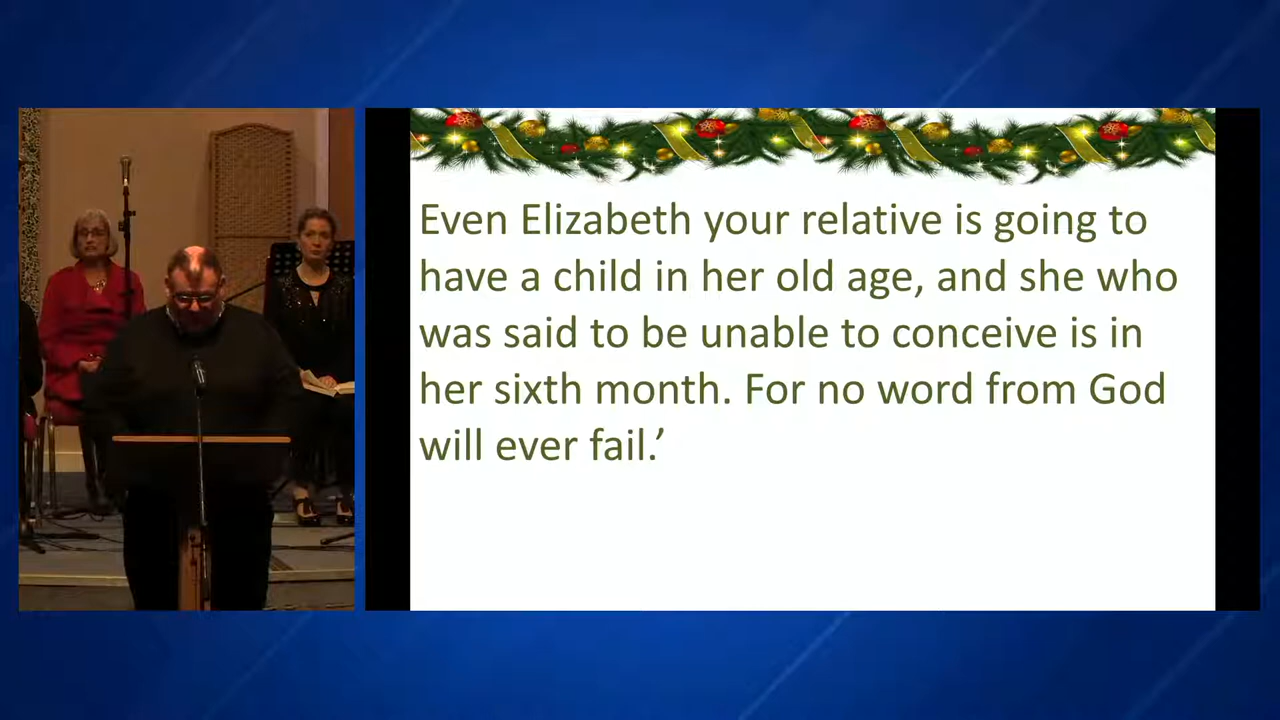 Even Elizabeth your relative is going to
have a child in her old age, and she who
was said to be unable to conceive is in
her sixth month. For no word from God
will ever fail.’